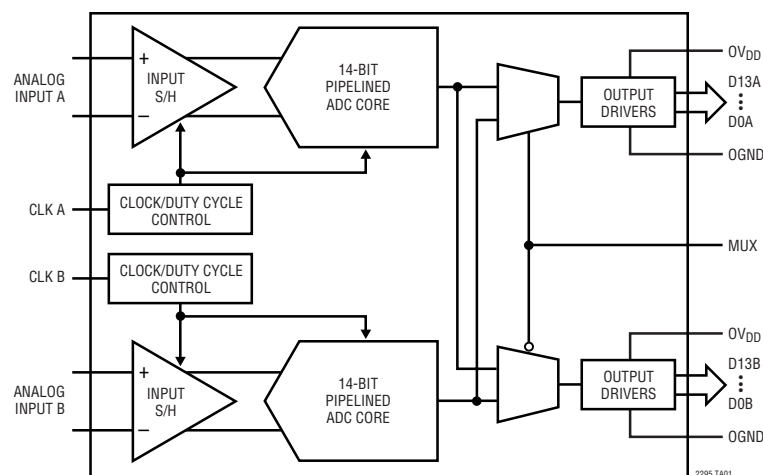 ANALOG
INPUT A
+
–
INPUT
S/H
14-BIT
PIPELINED
ADC CORE
OUTPUT
DRIVERS
OVDD
D13A
D0A
OGND
CLK A
CLOCK/DUTY CYCLE
CONTROL
MUX
CLK B
CLOCK/DUTY CYCLE
CONTROL
ANALOG
INPUT B
+
–
INPUT
S/H
14-BIT
PIPELINED
ADC CORE
OUTPUT
DRIVERS
OVDD
D13B
D0B
OGND
2295 TA01